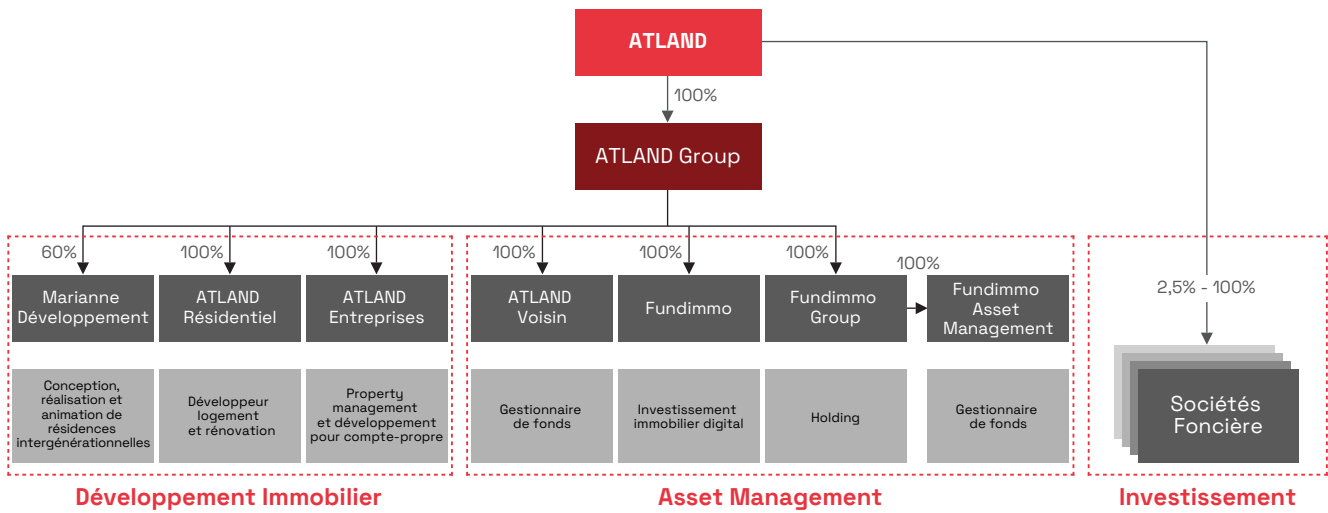 ATLAND
100%
ATLAND Group
60%
100%
100%
100%
100%
100%
100%
2,5% - 100%
Marianne
Développement
ATLAND
Résidentiel
ATLAND
Entreprises
ATLAND
Voisin
Fundimmo
Fundimmo
Group
Fundimmo
Asset
Management
Conception,
réalisation et
animation de
résidences
intergénérationnelles
Développeur
logement
et rénovation
Property
management
et développement
pour compte-propre
Gestionnaire
de fonds
Investissement
immobilier digital
Holding
Gestionnaire
de fonds
Sociétés
Foncière
Développement Immobilier
Asset Management
Investissement